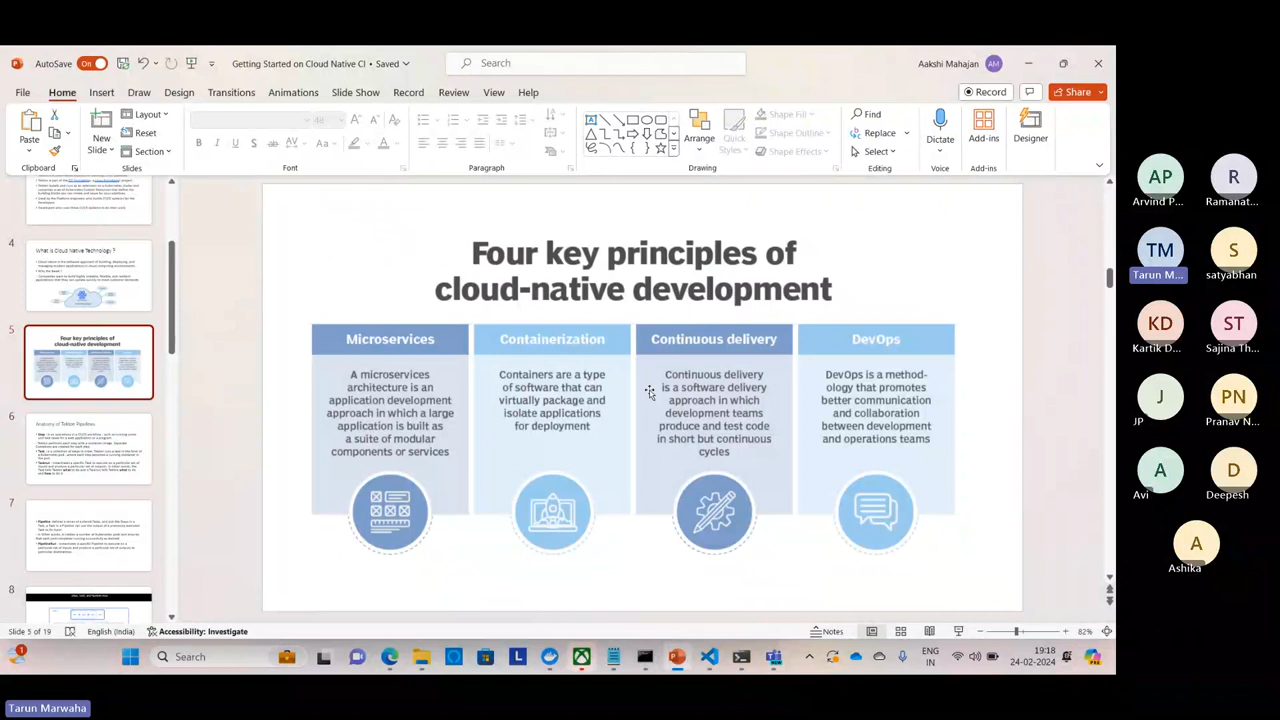 AutoSave On Getting Started on Cloud Native CI • Saved Search Aakshi Mahajan AM
File Home Insert Draw Design Transitions Animations Slide Show Record Review View Help Record Share
Paste
Clipboard
New
Slide
Layout
Reset
Section
Slides
Font
Paragraph
Arrange
Quick
Styles
Shape Fill
Shape Outline
Shape Effects
Drawing
Find
Replace
Select
Editing
Dictate
Voice
Add-ins
Add-ins
Designer
4
What is Cloud Native Technology ?
5
Four key principles of
cloud-native development
6
Anatomy of Tekton Pipelines
7
8
Four key principles of
cloud-native development
Microservices
A microservices
architecture is an
application development
approach in which a large
application is built as
a suite of modular
components or services
Containerization
Containers are a type
of software that can
virtually package and
isolate applications
for deployment
Continuous delivery
Continuous delivery
is a software delivery
approach in which
development teams
produce and test code
in short but continuous
cycles
DevOps
DevOps is a method-
ology that promotes
better communication
and collaboration
between development
and operations teams
Slide 5 of 19 English (India) Accessibility: Investigate Notes 82%
1 Search ENG
IN
19:18
24-02-2024
AP
Arvind P...
R
Ramanat...
TM
Tarun M...
S
satyabhan
KD
Kartik D...
ST
Sajina Th...
J
JP
PN
Pranav N...
A
Avi
D
Deepesh
A
Ashika
Tarun Marwaha